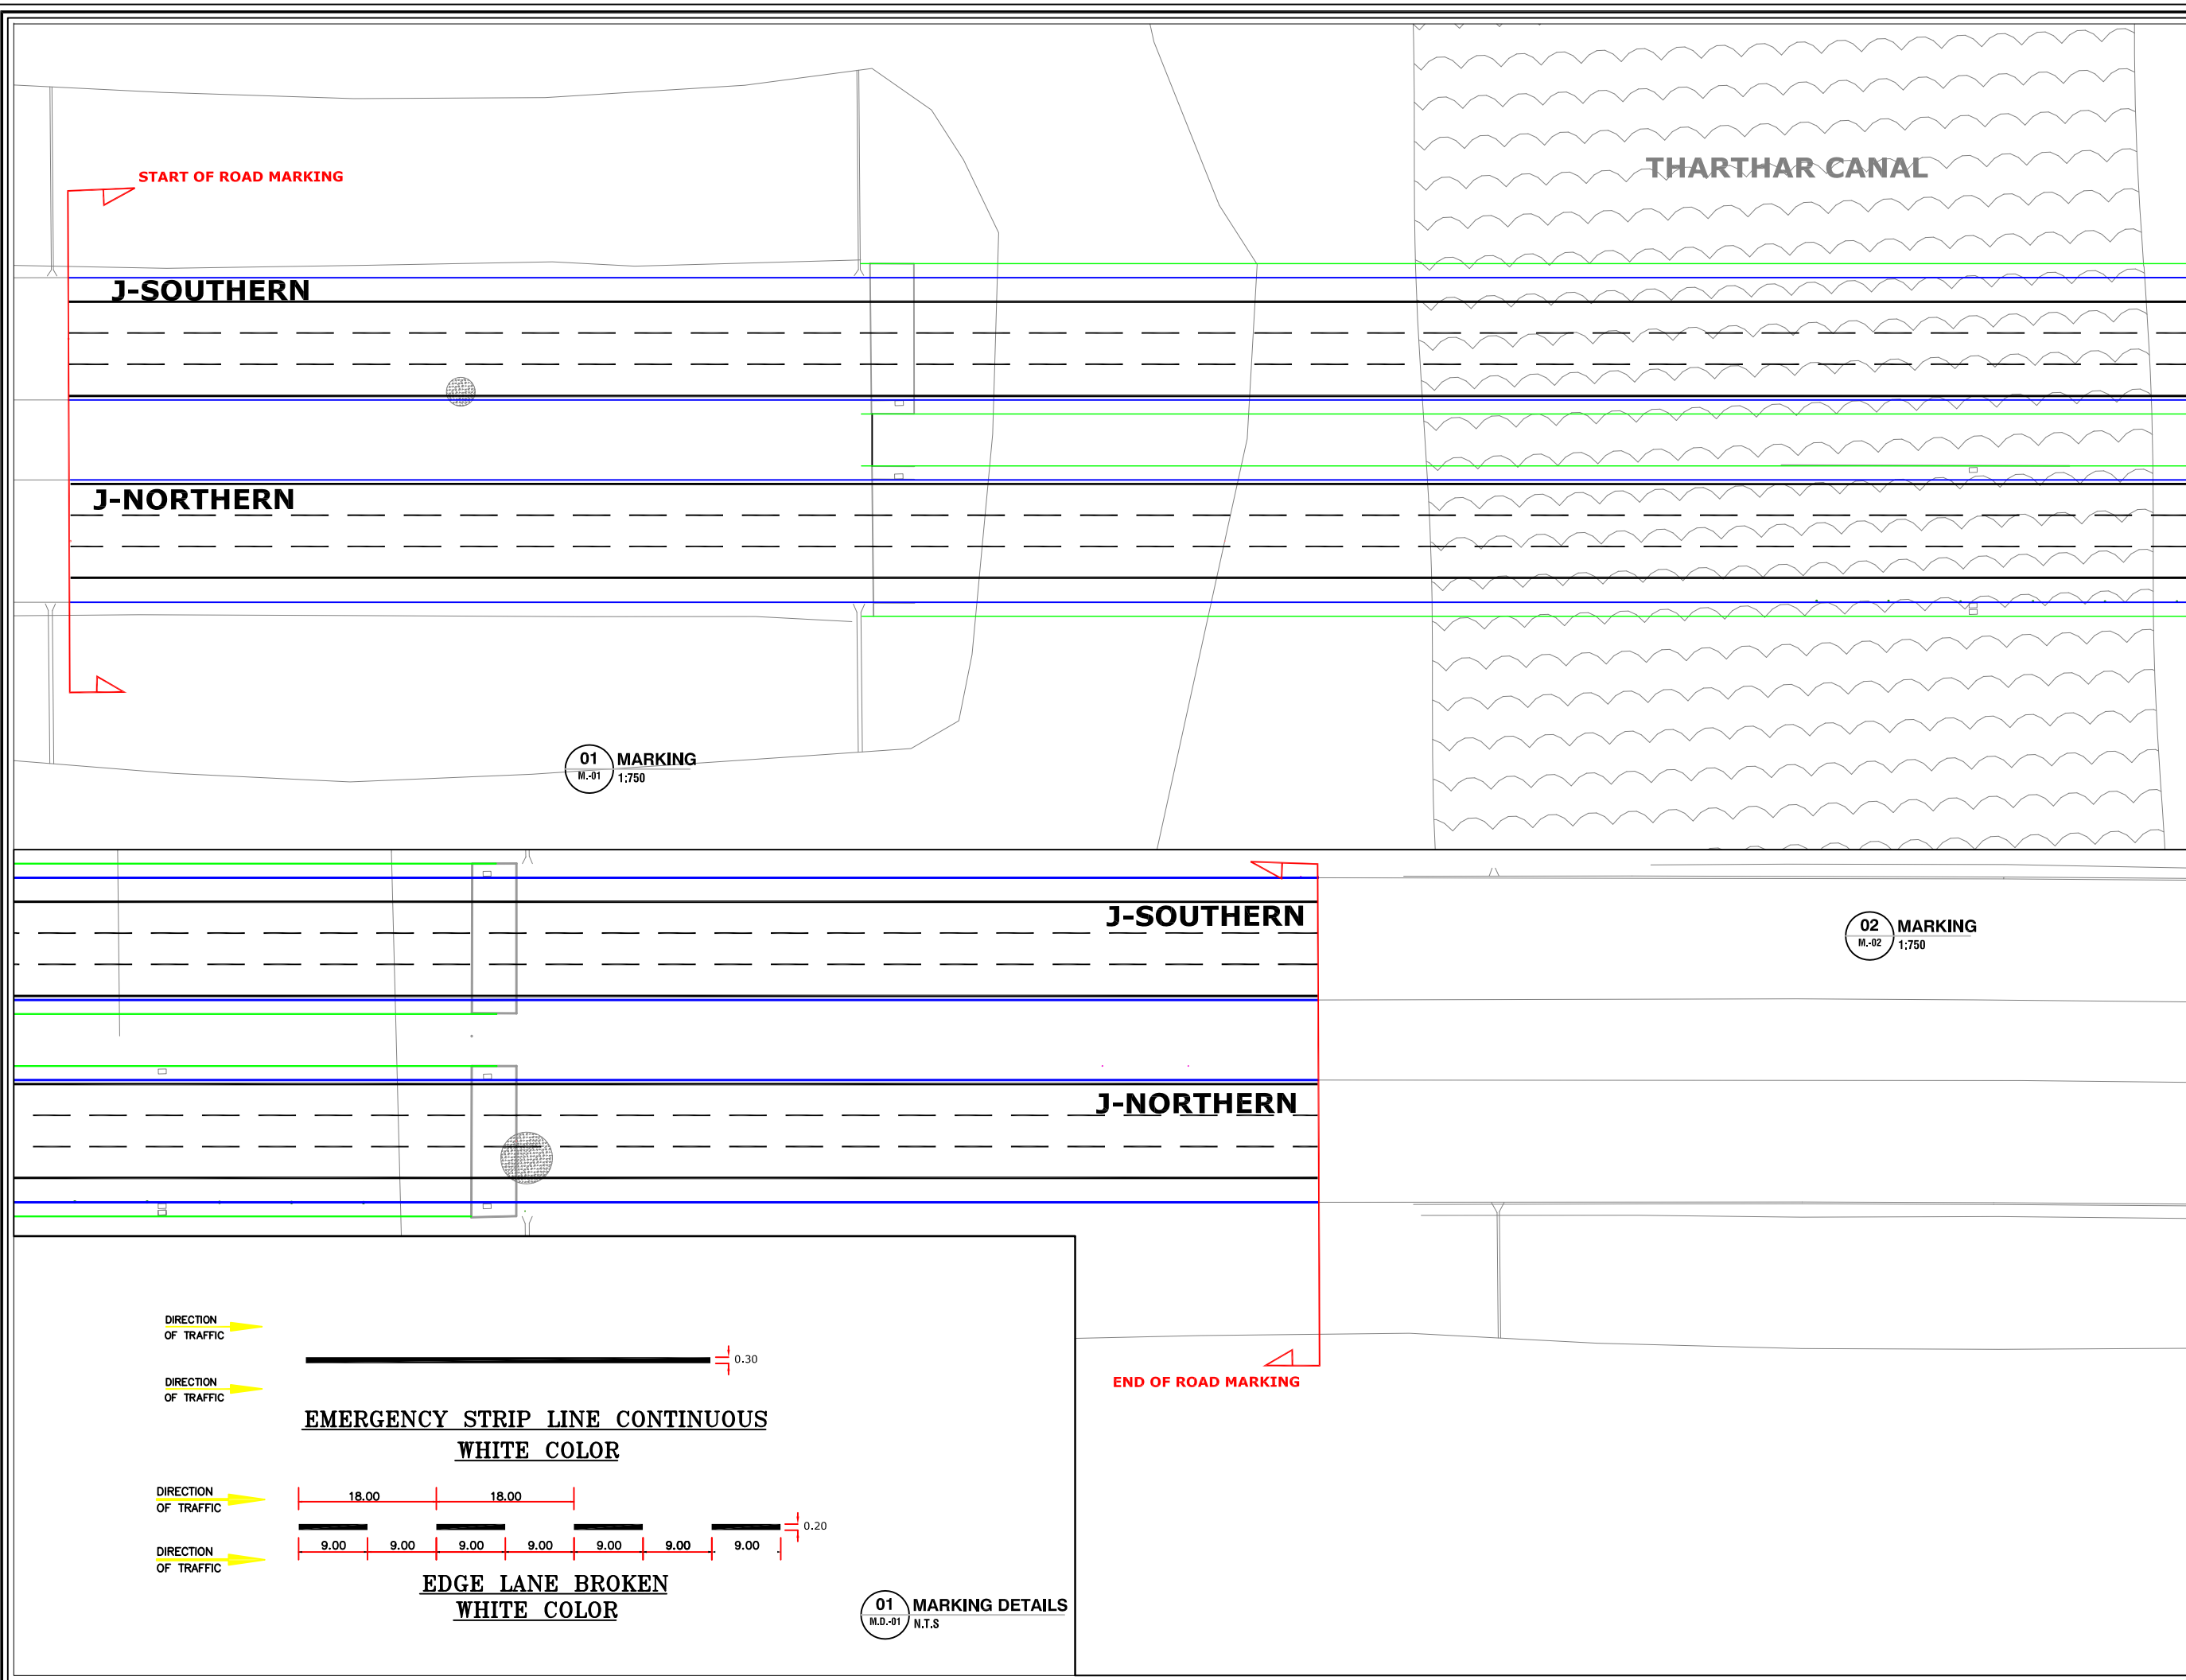 START OF ROAD MARKING
THARTHAR CANAL
J-SOUTHERN
J-NORTHERN
01 MARKING
M.-01 1:750
J-SOUTHERN
02 MARKING
M.-02 1:750
J-NORTHERN
DIRECTION
OF TRAFFIC
0.30
DIRECTION
OF TRAFFIC
END OF ROAD MARKING
EMERGENCY STRIP LINE CONTINUOUS
WHITE COLOR
DIRECTION
OF TRAFFIC
18.00 18.00
0.20
9.00 9.00 9.00 9.00 9.00 9.00 9.00
DIRECTION
OF TRAFFIC
EDGE LANE BROKEN
WHITE COLOR
01 MARKING DETAILS
M.D.-01 N.T.S